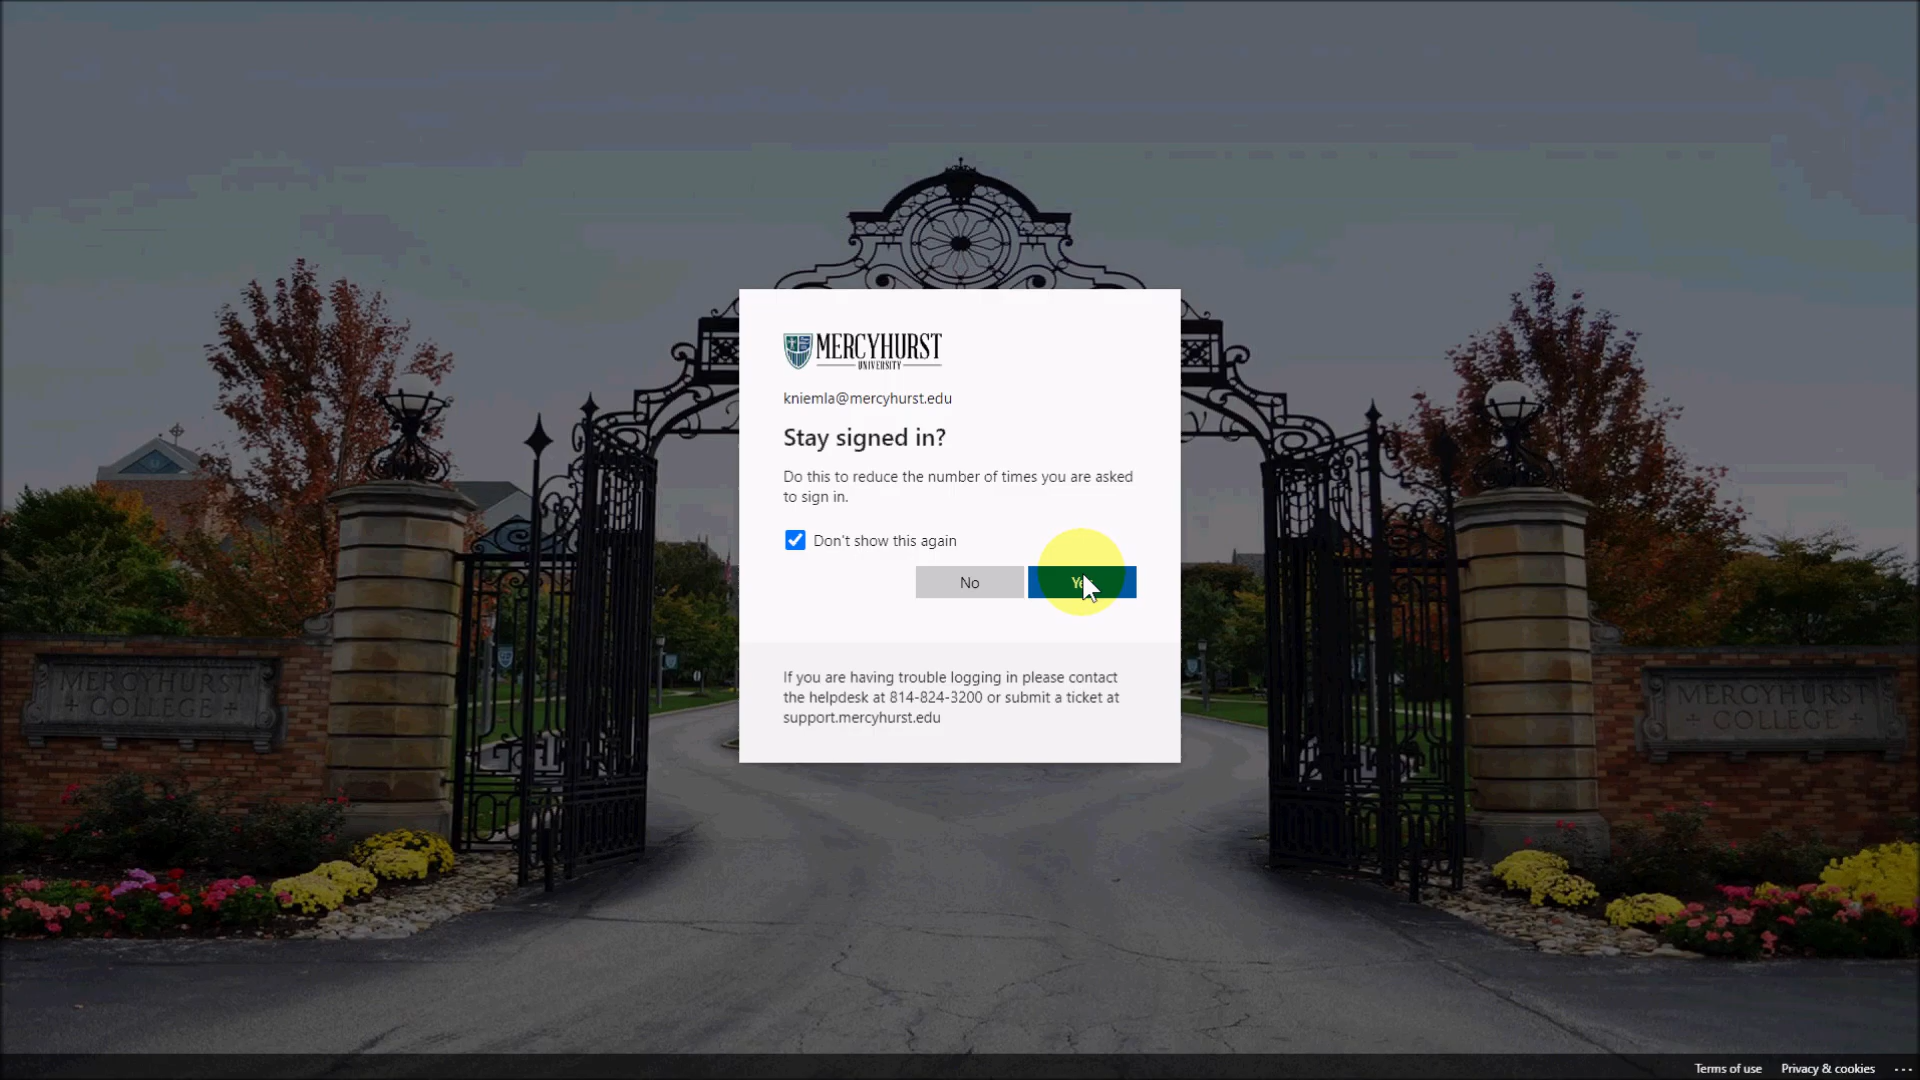 MERCYHURST
UNIVERSITY
kniemla@mercyhurst.edu
Stay signed in?
Do this to reduce the number of times you are asked
to sign in.
Don't show this again
No
Yes
If you are having trouble logging in please contact
the helpdesk at 814-824-3200 or submit a ticket at
support.mercyhurst.edu
MERCYHURST
COLLEGE
MERCYHURST
COLLEGE
Terms of use
Privacy & cookies